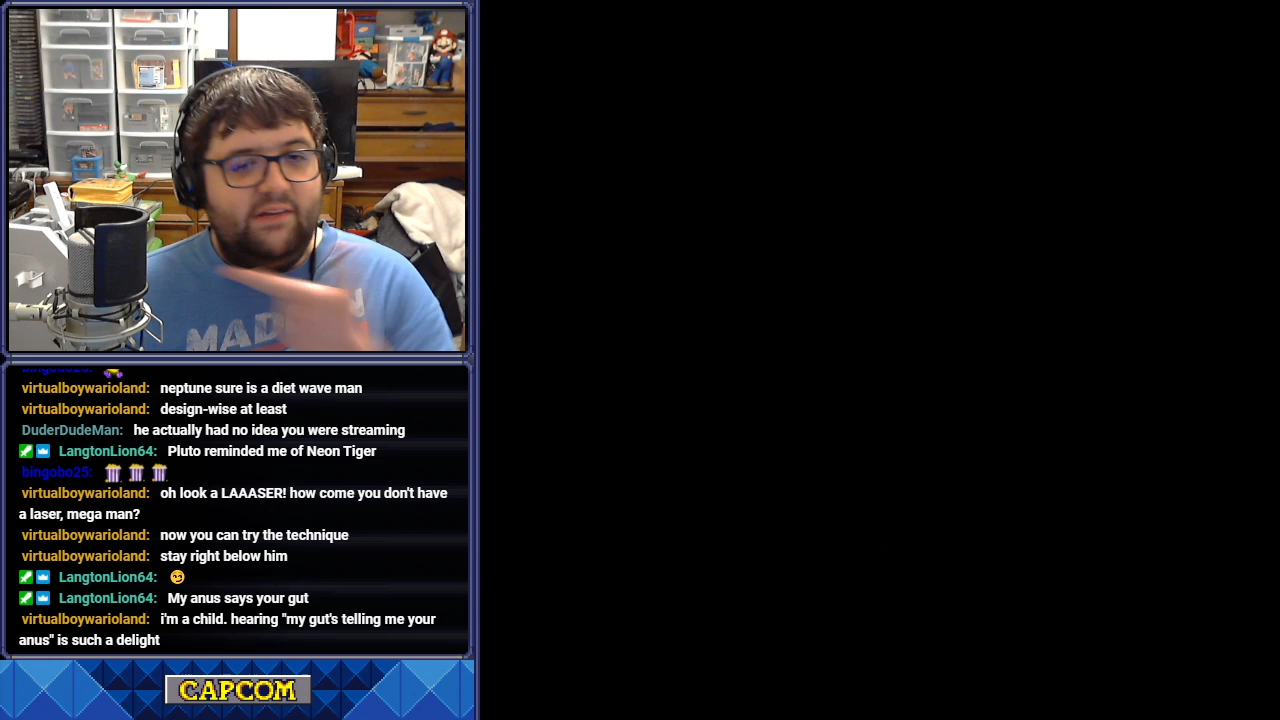 MAD
virtualboywarioland: neptune sure is a diet wave man
virtualboywarioland: design-wise at least
DuderDudeMan: he actually had no idea you were streaming
LangtonLion64: Pluto reminded me of Neon Tiger
bingobo25:
virtualboywarioland: oh look a LAAASER! how come you don't have
a laser, mega man?
virtualboywarioland: now you can try the technique
virtualboywarioland: stay right below him
LangtonLion64: 😏
LangtonLion64: My anus says your gut
virtualboywarioland: i'm a child. hearing "my gut's telling me your
anus" is such a delight
CAPCOM